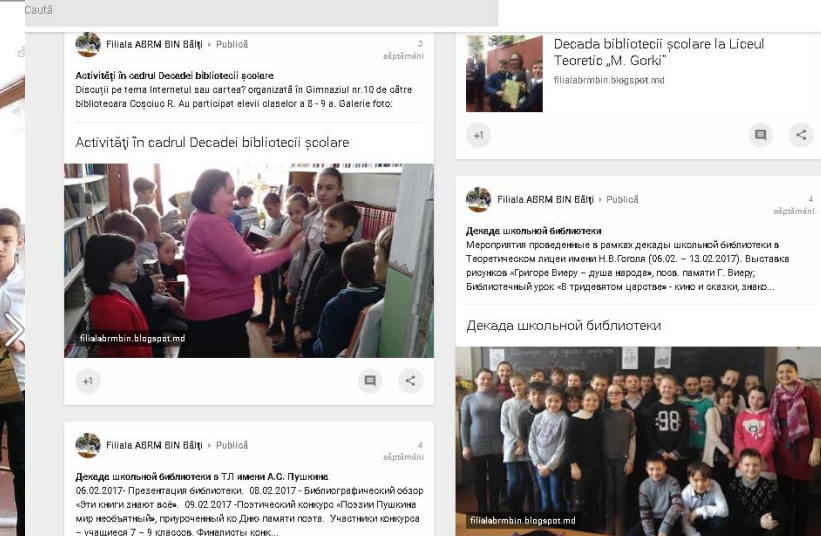 Caută
Filiala ABRM BIN Bălți ▸ Publică
3
săptămâni
Activități în cadrul Decadei bibliotecii școlare
Discuții pe tema Internetul sau cartea? organizată în Gimnaziul nr.10 de către
bibliotecara Coșciuc R. Au participat elevii claselor a 8 - 9 a. Galerie foto:
Activități în cadrul Decadei bibliotecii școlare
filialabrmbin.blogspot.md
+1
Filiala ABRM BIN Bălți ▸ Publică
4
săptămâni
Декада школьной библиотеки в ТЛ имени А.С. Пушкина
06.02.2017- Презентация библиотеки. 08.02.2017 - Библиографический обзор
«Эти книги знают всё». 09.02.2017 -Поэтический конкурс «Поэзии Пушкина
мир необъятный», приуроченный ко Дню памяти поэта. Участники конкурса
– учащиеся 7 – 9 классов. Финалисты конк...
Decada bibliotecii școlare la Liceul
Teoretic „M. Gorki"
filialabrmbin.blogspot.md
+1
Filiala ABRM BIN Bălți ▸ Publică
4
săptămâni
Декада школьной библиотеки
Мероприятия проведенные в рамках декады школьной библиотеки в
Теоретическом лицеи имени Н.В.Гоголя (06.02. – 13.02.2017). Выставка
рисунков «Григоре Виеру – душа народа», посв. памяти Г. Виеру;
Библиотечный урок «В тридевятом царстве» - кино и сказки, знако...
Декада школьной библиотеки
98
filialabrmbin.blogspot.md